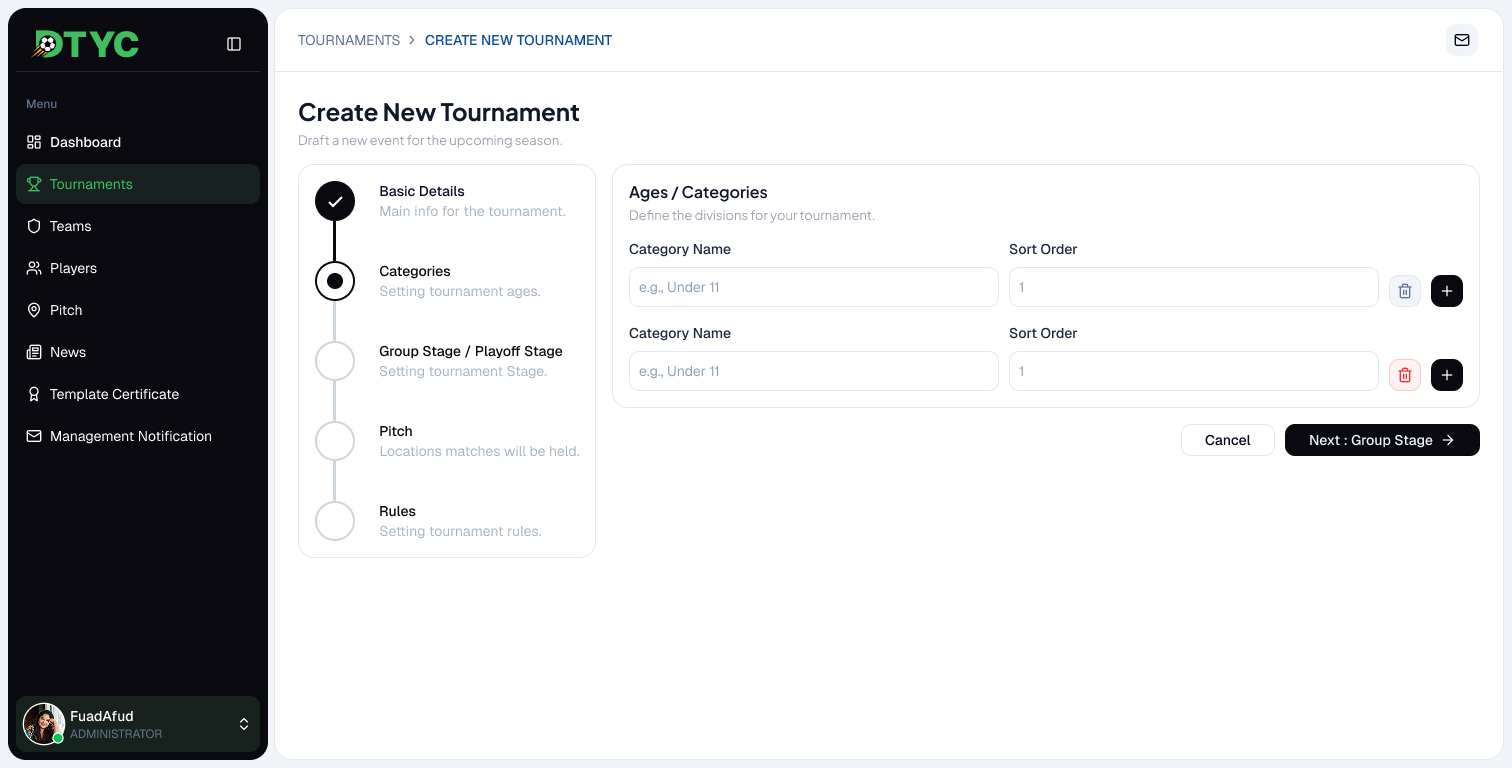 DTYC
Menu
Dashboard
Tournaments
Teams
Players
Pitch
News
Template Certificate
Management Notification
FuadAfud
ADMINISTRATOR
TOURNAMENTS > CREATE NEW TOURNAMENT
Create New Tournament
Draft a new event for the upcoming season.
Basic Details
Main info for the tournament.
Categories
Setting tournament ages.
Group Stage / Playoff Stage
Setting tournament Stage.
Pitch
Locations matches will be held.
Rules
Setting tournament rules.
Ages / Categories
Define the divisions for your tournament.
Category Name Sort Order
e.g., Under 11 1
Category Name Sort Order
e.g., Under 11 1
Cancel Next : Group Stage →